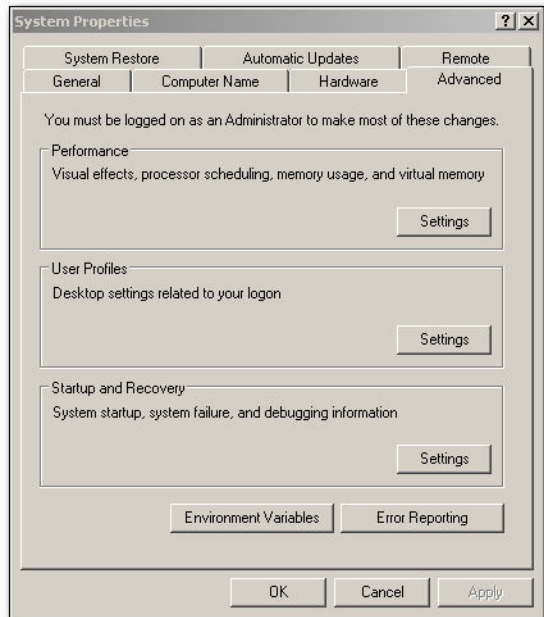 System Properties
System Restore Automatic Updates Remote
General Computer Name Hardware Advanced
You must be logged on as an Administrator to make most of these changes.
Performance
Visual effects, processor scheduling, memory usage, and virtual memory
Settings
User Profiles
Desktop settings related to your logon
Settings
Startup and Recovery
System startup, system failure, and debugging information
Settings
Environment Variables Error Reporting
OK Cancel Apply